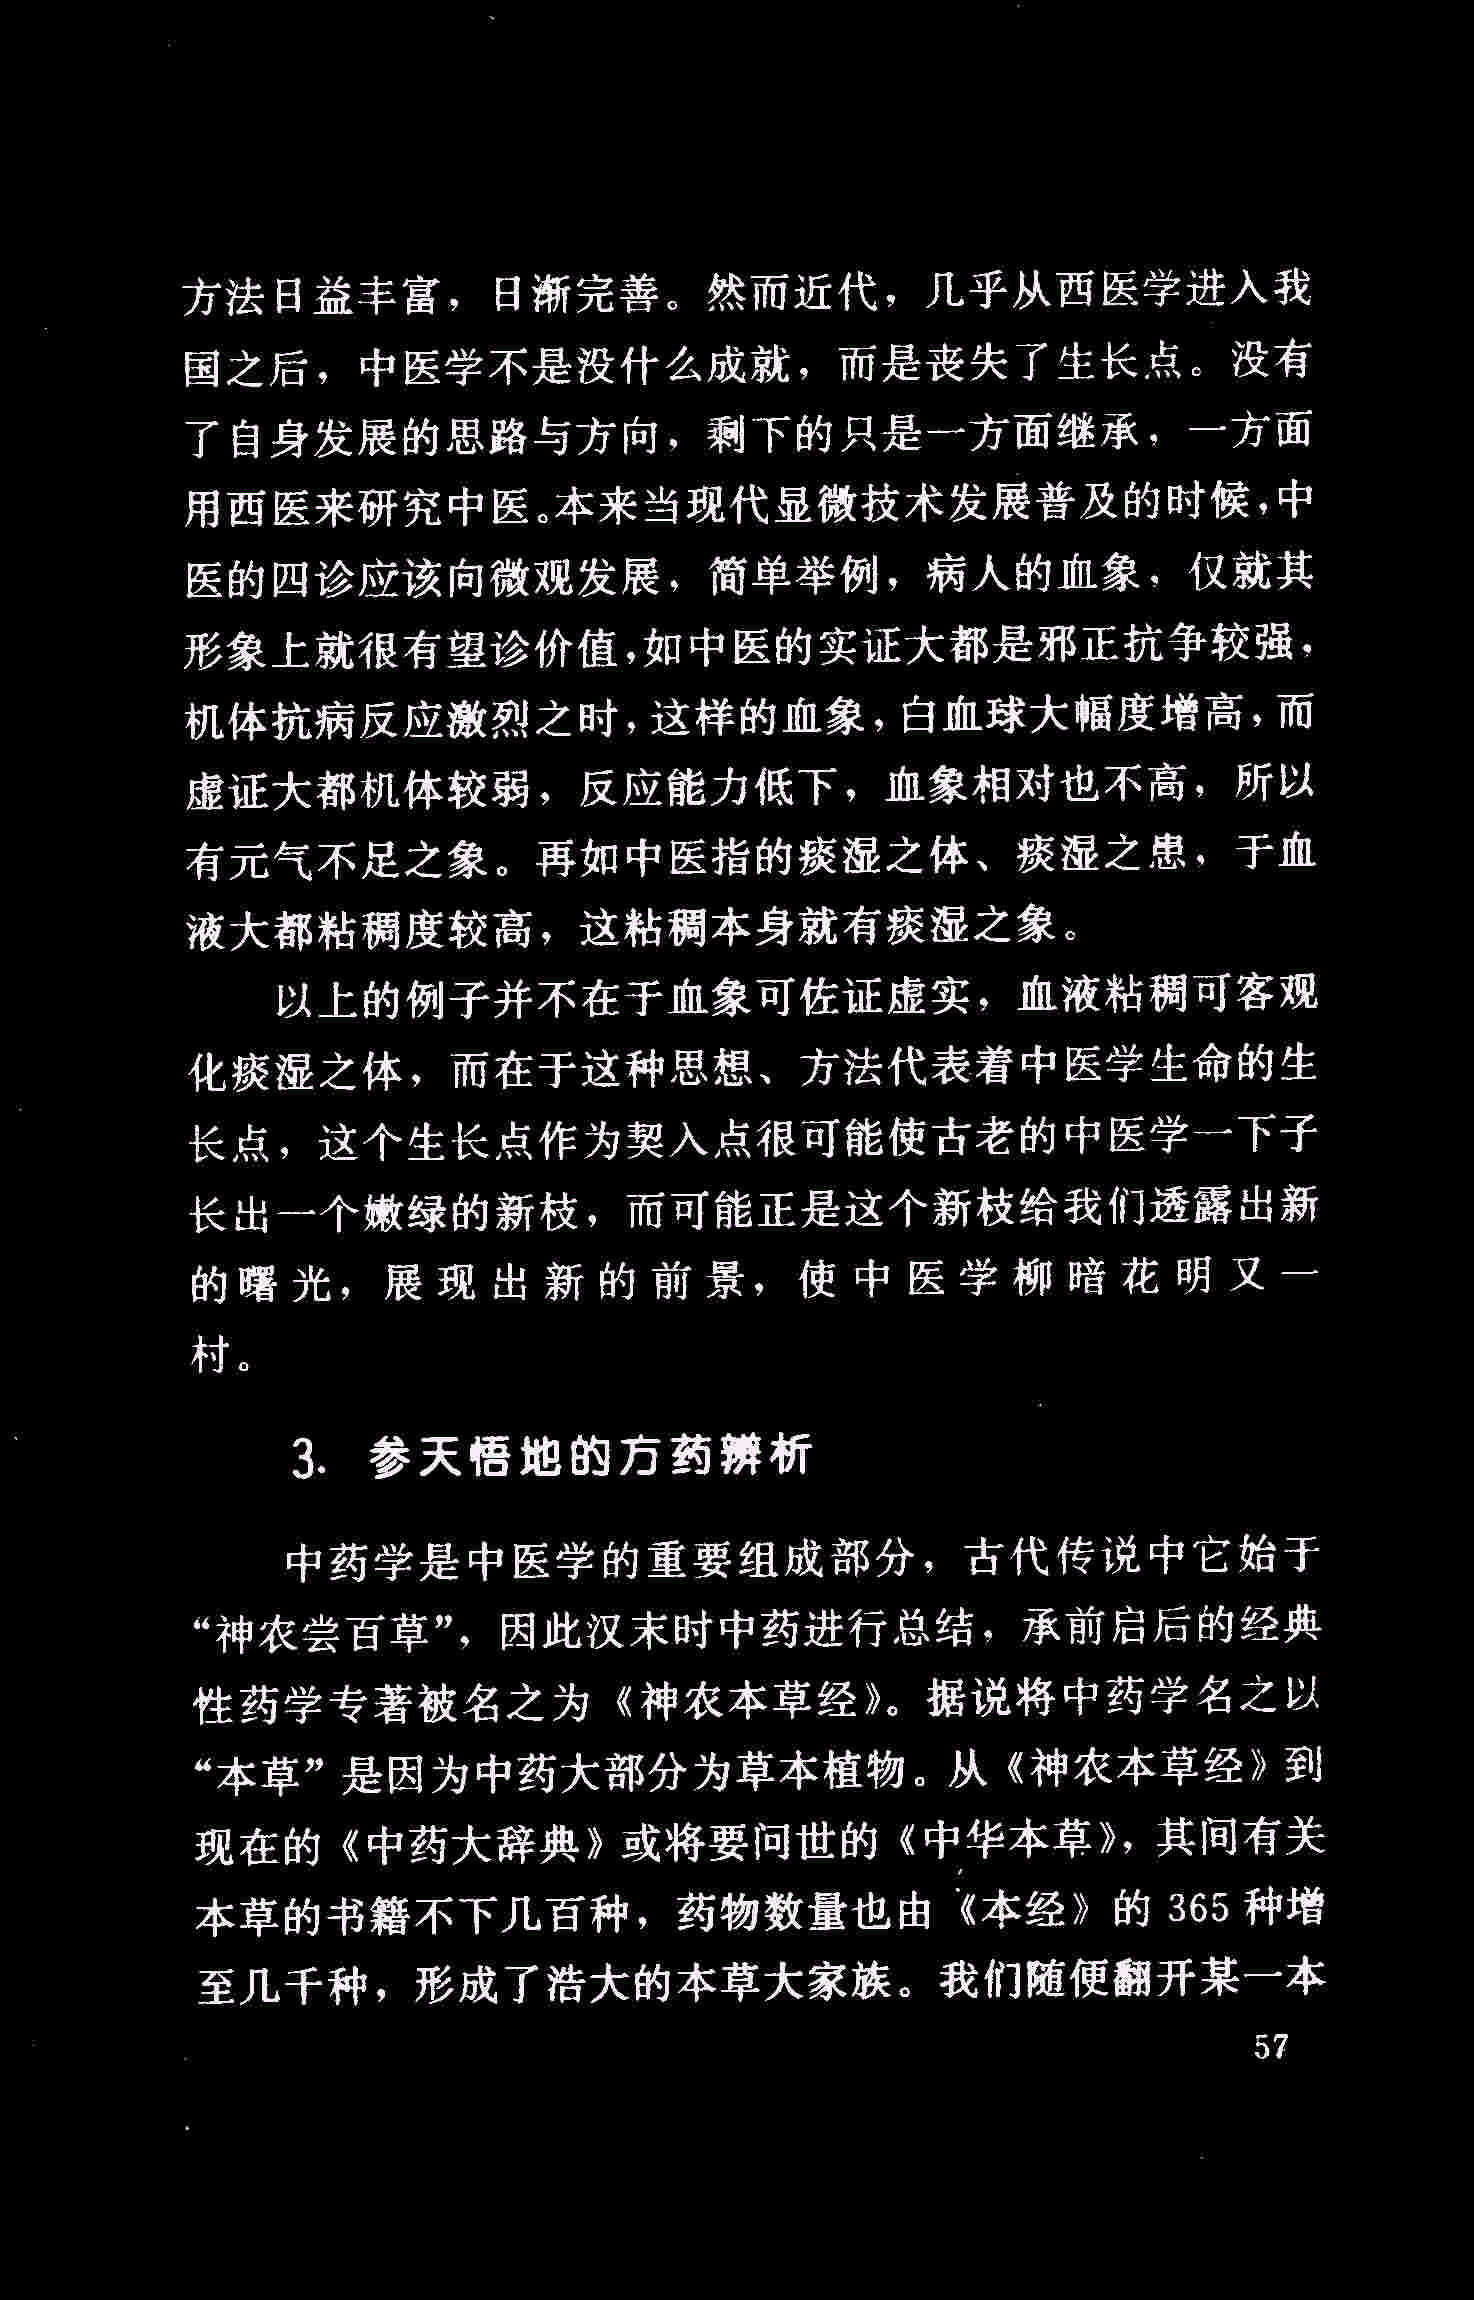 方法日益丰富，日渐完善。然而近代，几乎从西医学进入我
国之后，中医学不是没什么成就，而是丧失了生长点。没有
了自身发展的思路与方向，剩下的只是一方面继承，一方面
用西医来研究中医。本来当现代显微技术发展普及的时候，中
医的四诊应该向微观发展，简单举例，病人的血象，仅就其
形象上就很有望诊价值，如中医的实证大都是邪正抗争较强，
机体抗病反应激烈之时，这样的血象，白血球大幅度增高，而
虚证大都机体较弱，反应能力低下，血象相对也不高，所以
有元气不足之象。再如中医指的痰湿之体、痰湿之患，于血
液大都粘稠度较高，这粘稠本身就有痰湿之象。
以上的例子并不在于血象可佐证虚实，血液粘稠可客观
化痰湿之体，而在于这种思想、方法代表着中医学生命的生
长点，这个生长点作为契入点很可能使古老的中医学一下子
长出一个嫩绿的新枝，而可能正是这个新枝给我们透露出新
的曙光，展现出新的前景，使中医学柳暗花明又一
村。
3. 参天悟地的方药辨析
中药学是中医学的重要组成部分，古代传说中它始于
“神农尝百草”，因此汉末时中药进行总结，承前启后的经典
性药学专著被名之为《神农本草经》。据说将中药学名之以
“本草”是因为中药大部分为草本植物。从《神农本草经》到
现在的《中药大辞典》或将要问世的《中华本草》，其间有关
本草的书籍不下几百种，药物数量也由《本经》的 365 种增
至几千种，形成了浩大的本草大家族。我们随便翻开某一本
57